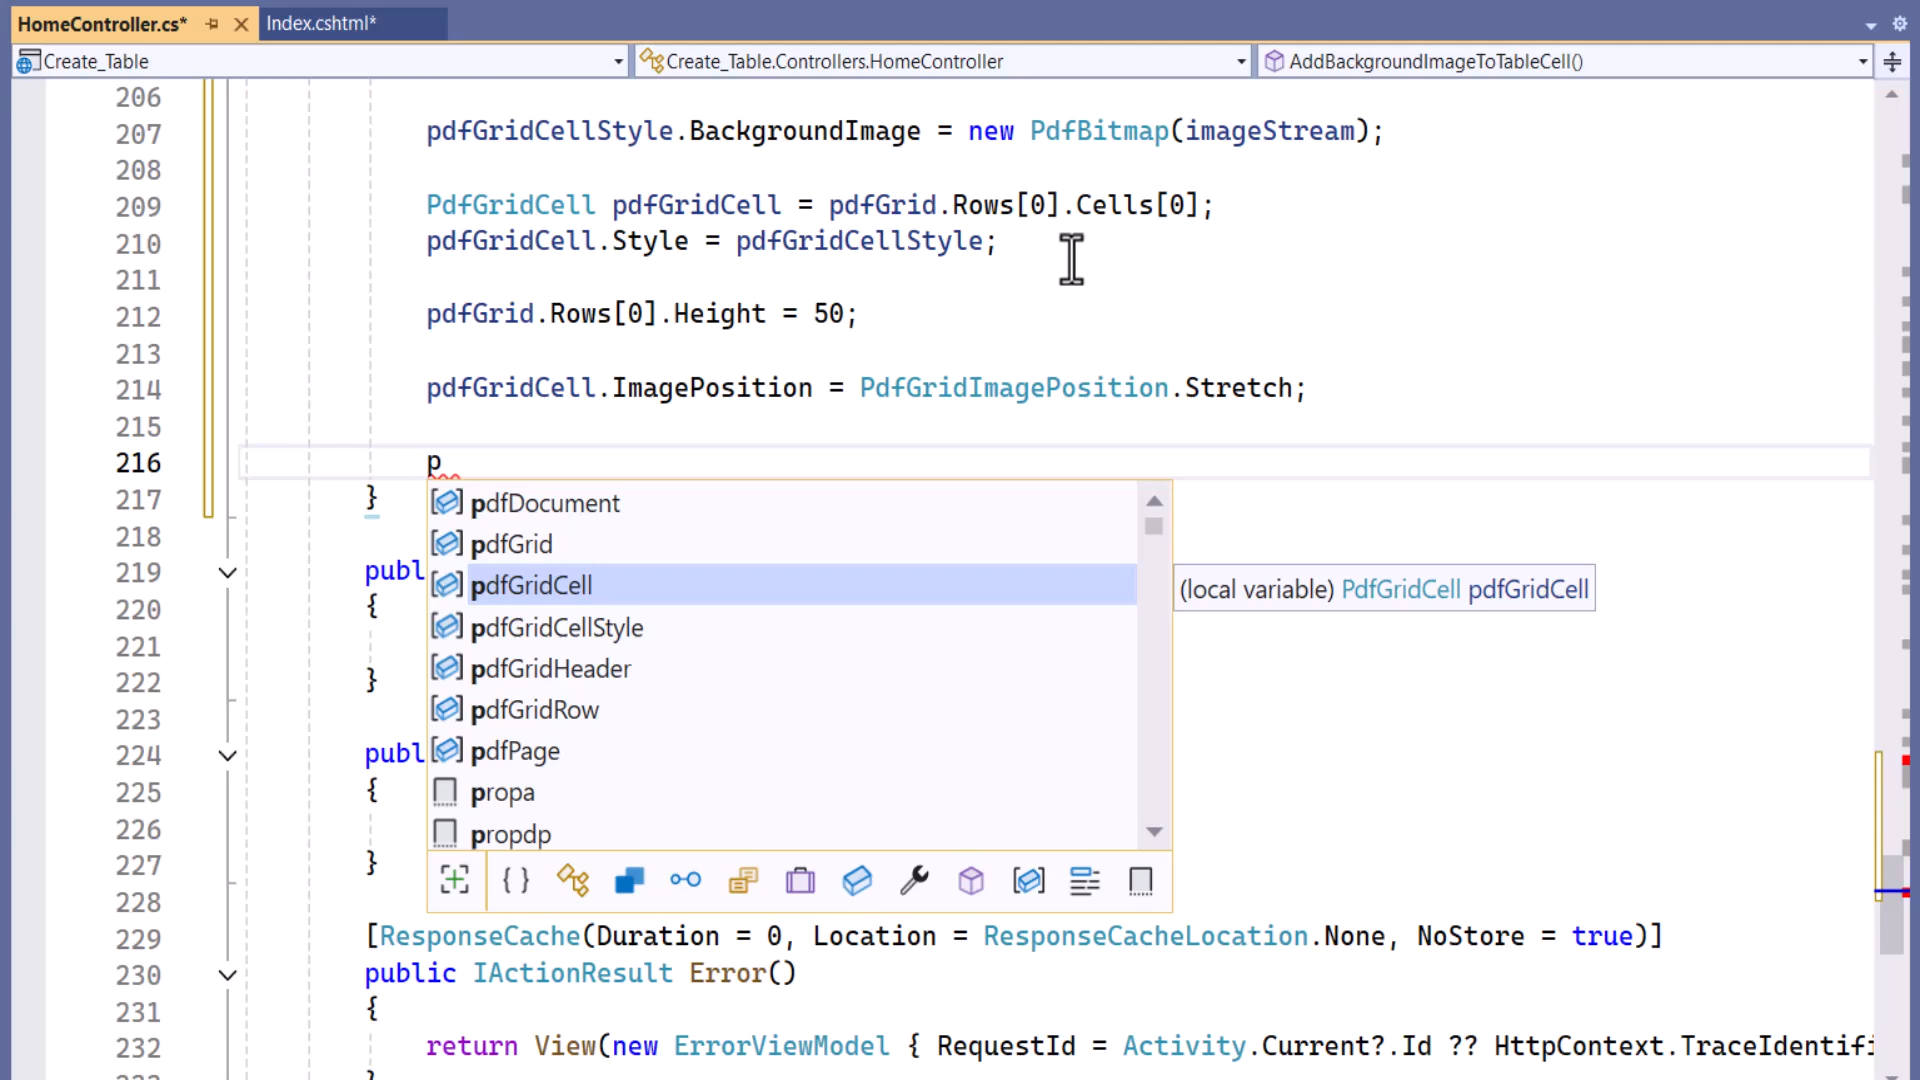 HomeController.cs* Index.cshtml*
Create_Table Create_Table.Controllers.HomeController AddBackgroundImageToTableCell()
206
207 pdfGridCellStyle.BackgroundImage = new PdfBitmap(imageStream);
208
209 PdfGridCell pdfGridCell = pdfGrid.Rows[0].Cells[0];
210 pdfGridCell.Style = pdfGridCellStyle;
211
212 pdfGrid.Rows[0].Height = 50;
213
214 pdfGridCell.ImagePosition = PdfGridImagePosition.Stretch;
215
216 p
217 }
pdfDocument
218
pdfGrid
219 publ
pdfGridCell (local variable) PdfGridCell pdfGridCell
220 {
pdfGridCellStyle
221
pdfGridHeader
222 }
pdfGridRow
223
224 publ
pdfPage
225 {
propa
226
propdp
227 }
228
229 [ResponseCache(Duration = 0, Location = ResponseCacheLocation.None, NoStore = true)]
230 public IActionResult Error()
231 {
232 return View(new ErrorViewModel { RequestId = Activity.Current?.Id ?? HttpContext.TraceIdentifi